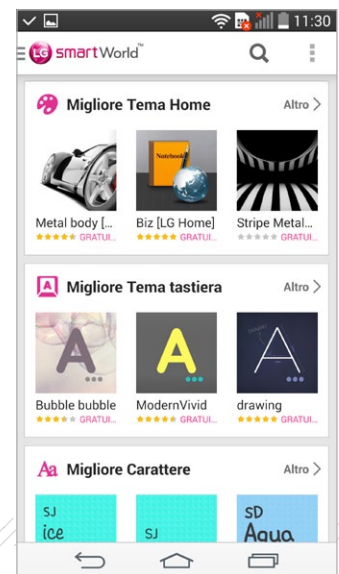 11:30
LG smartWorld™
Migliore Tema Home
Altro >
Notebook
Metal body [...
Biz [LG Home]
Stripe Metal...
GRATUI...
GRATUI...
GRATUI...
A
Migliore Tema tastiera
Altro >
A
A
A
Bubble bubble
ModernVivid
drawing
GRATUI...
GRATUI...
GRATUI...
Aa
Migliore Carattere
Altro >
SJ
ice
SJ
SD
Aqua